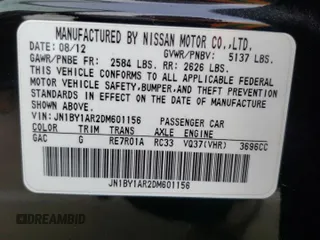 MANUFACTURED BY NISSAN MOTOR CO.,LTD.
DATE: 08/12 GVWR/PNBV: 5137 LBS.
GAWR/PNBE FR: 2584 LBS. RR: 2626 LBS.
THIS VEHICLE CONFORMS TO ALL APPLICABLE FEDERAL
MOTOR VEHICLE SAFETY,BUMPER,AND THEFT PREVENTION
STANDARDS IN EFFECT ON THE DATE OF MANUFACTURE
SHOWN ABOVE.
VIN:JN1BY1AR2DM601156 PASSENGER CAR
COLOR TRIM TRANS AXLE ENGINE
GAC G RE7R01A RC33 VQ37(VHR) 3696CC
JN1BY1AR2DM601156
© DREAMBID